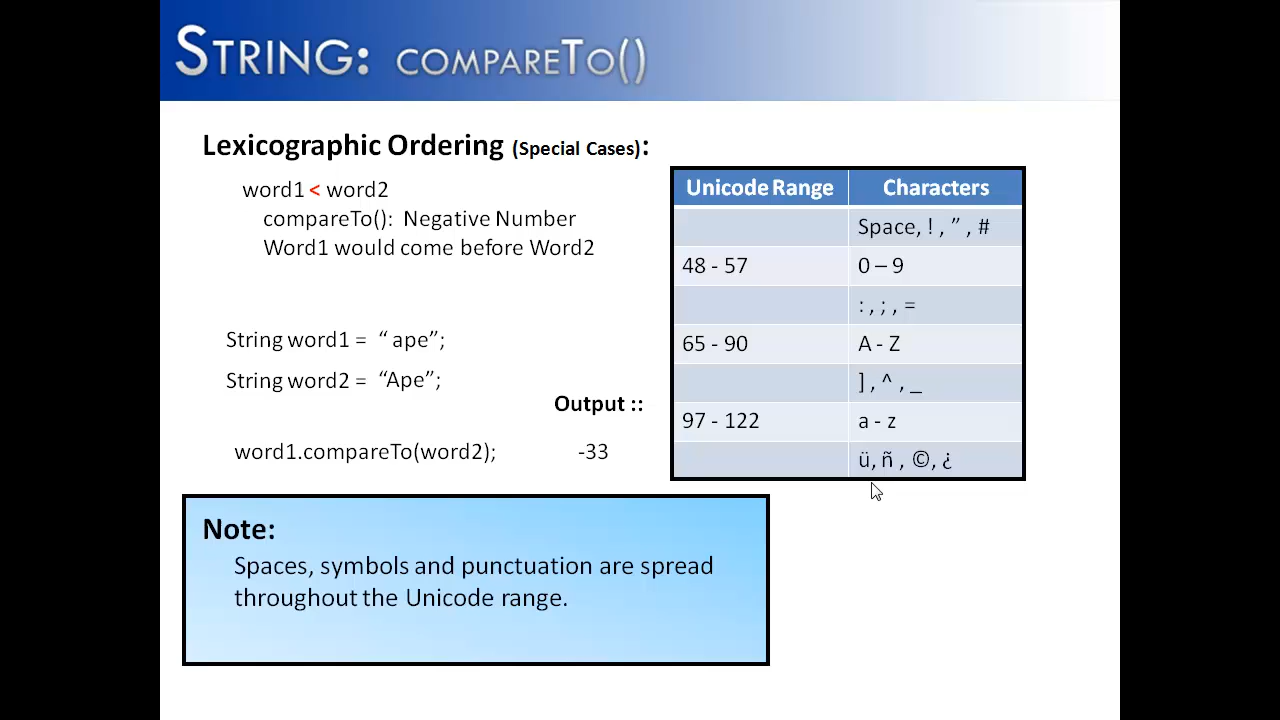 STRING: COMPARETO()
Lexicographic Ordering (Special Cases):
word1 < word2
compareTo(): Negative Number
Word1 would come before Word2
String word1 = “ ape”;
String word2 = “Ape”;
Output ::
word1.compareTo(word2); -33
Unicode Range Characters
Space, ! , ” , #
48 - 57 0 – 9
: , ; , =
65 - 90 A - Z
] , ^ , _
97 - 122 a - z
ü, ñ , ©, ¿
Note:
Spaces, symbols and punctuation are spread
throughout the Unicode range.